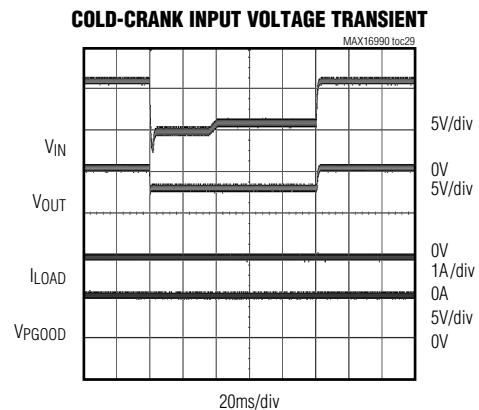 COLD-CRANK INPUT VOLTAGE TRANSIENT
MAX16990 toc29
5V/div
VIN
0V
5V/div
VOUT
0V
1A/div
ILOAD
0A
5V/div
VPGOOD
0V
20ms/div